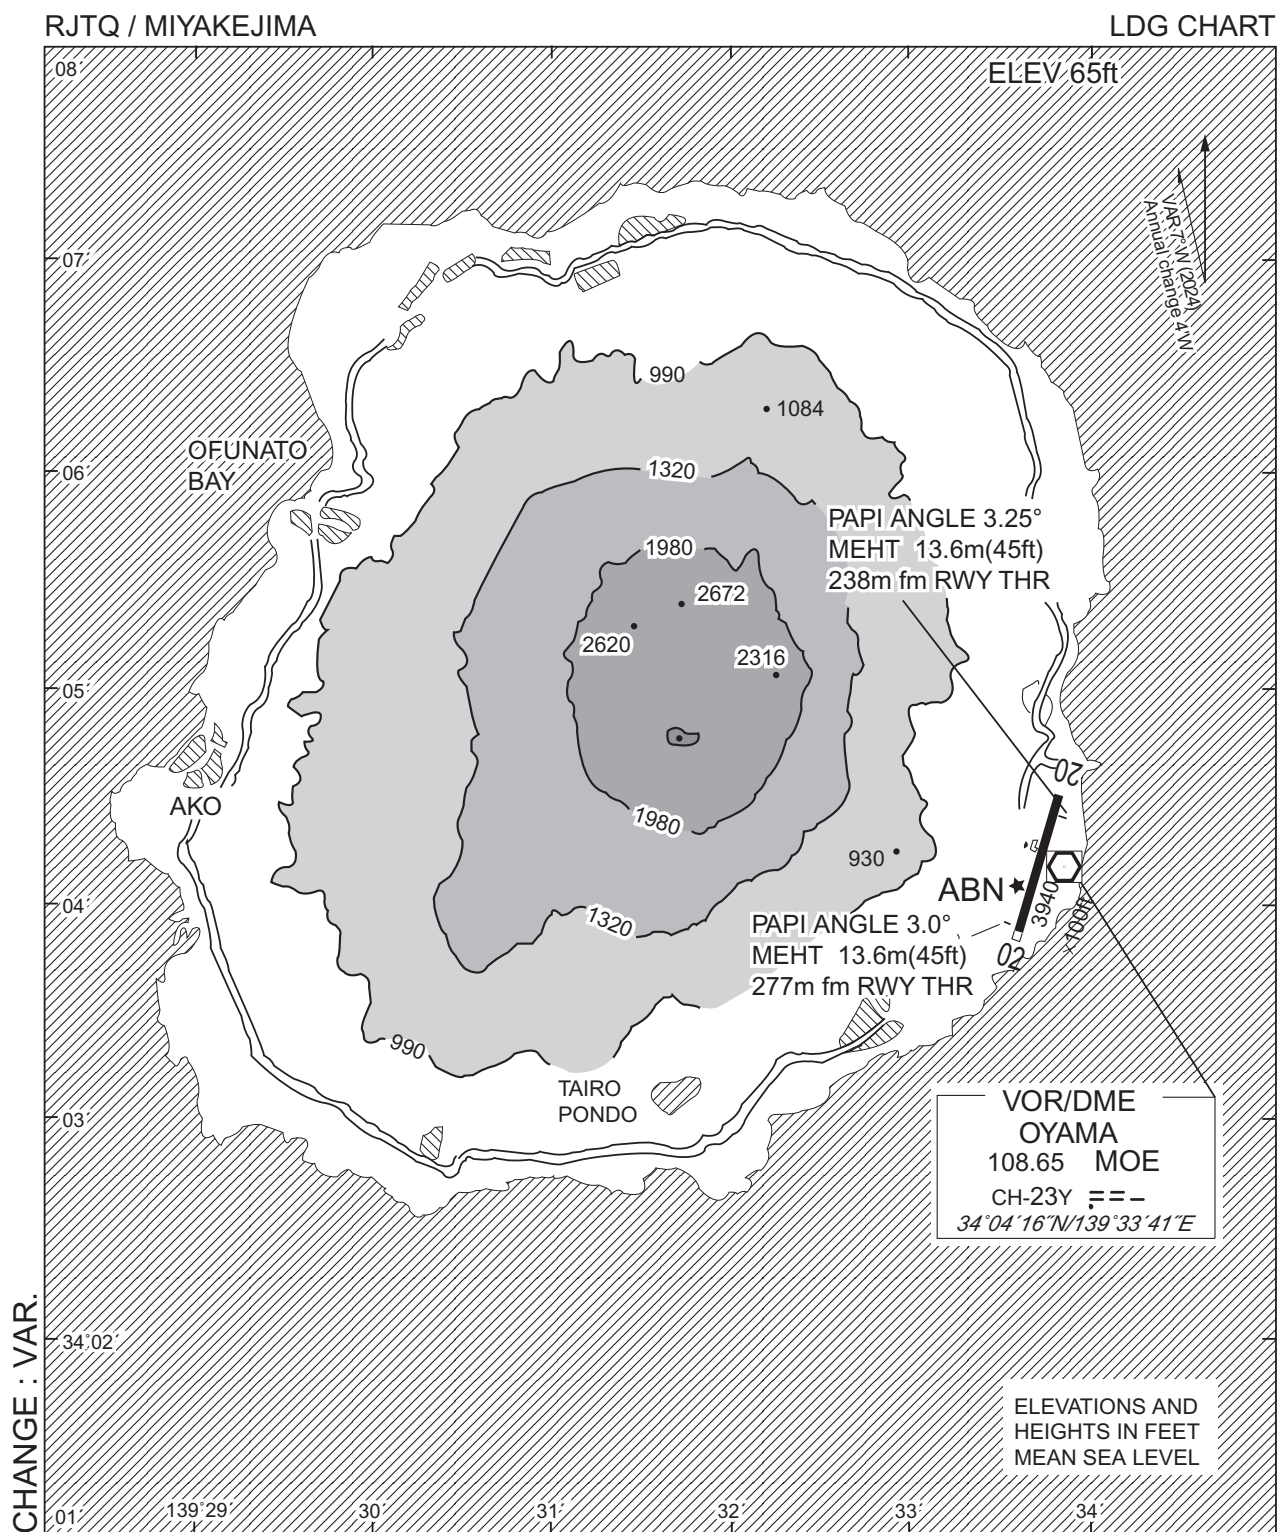 RJTQ / MIYAKEJIMA
LDG CHART
08´
ELEV 65ft
VAR 7°W (2024)
Annual change 4'W
07´
990
1084
OFUNATO
BAY
06´
1320
PAPI ANGLE 3.25°
MEHT 13.6m(45ft)
238m fm RWY THR
1980
2672
2620
2316
05´
20
AKO
1980
930
ABN
3940
×100ft
04´
1320
PAPI ANGLE 3.0°
MEHT 13.6m(45ft)
277m fm RWY THR
02
990
TAIRO
PONDO
03´
VOR/DME
OYAMA
108.65 MOE
CH-23Y
34°04´16˝N/139°33´41˝E
34°02´
ELEVATIONS AND
HEIGHTS IN FEET
MEAN SEA LEVEL
01´
139°29´
30´
31´
32´
33´
34´
CHANGE : VAR.